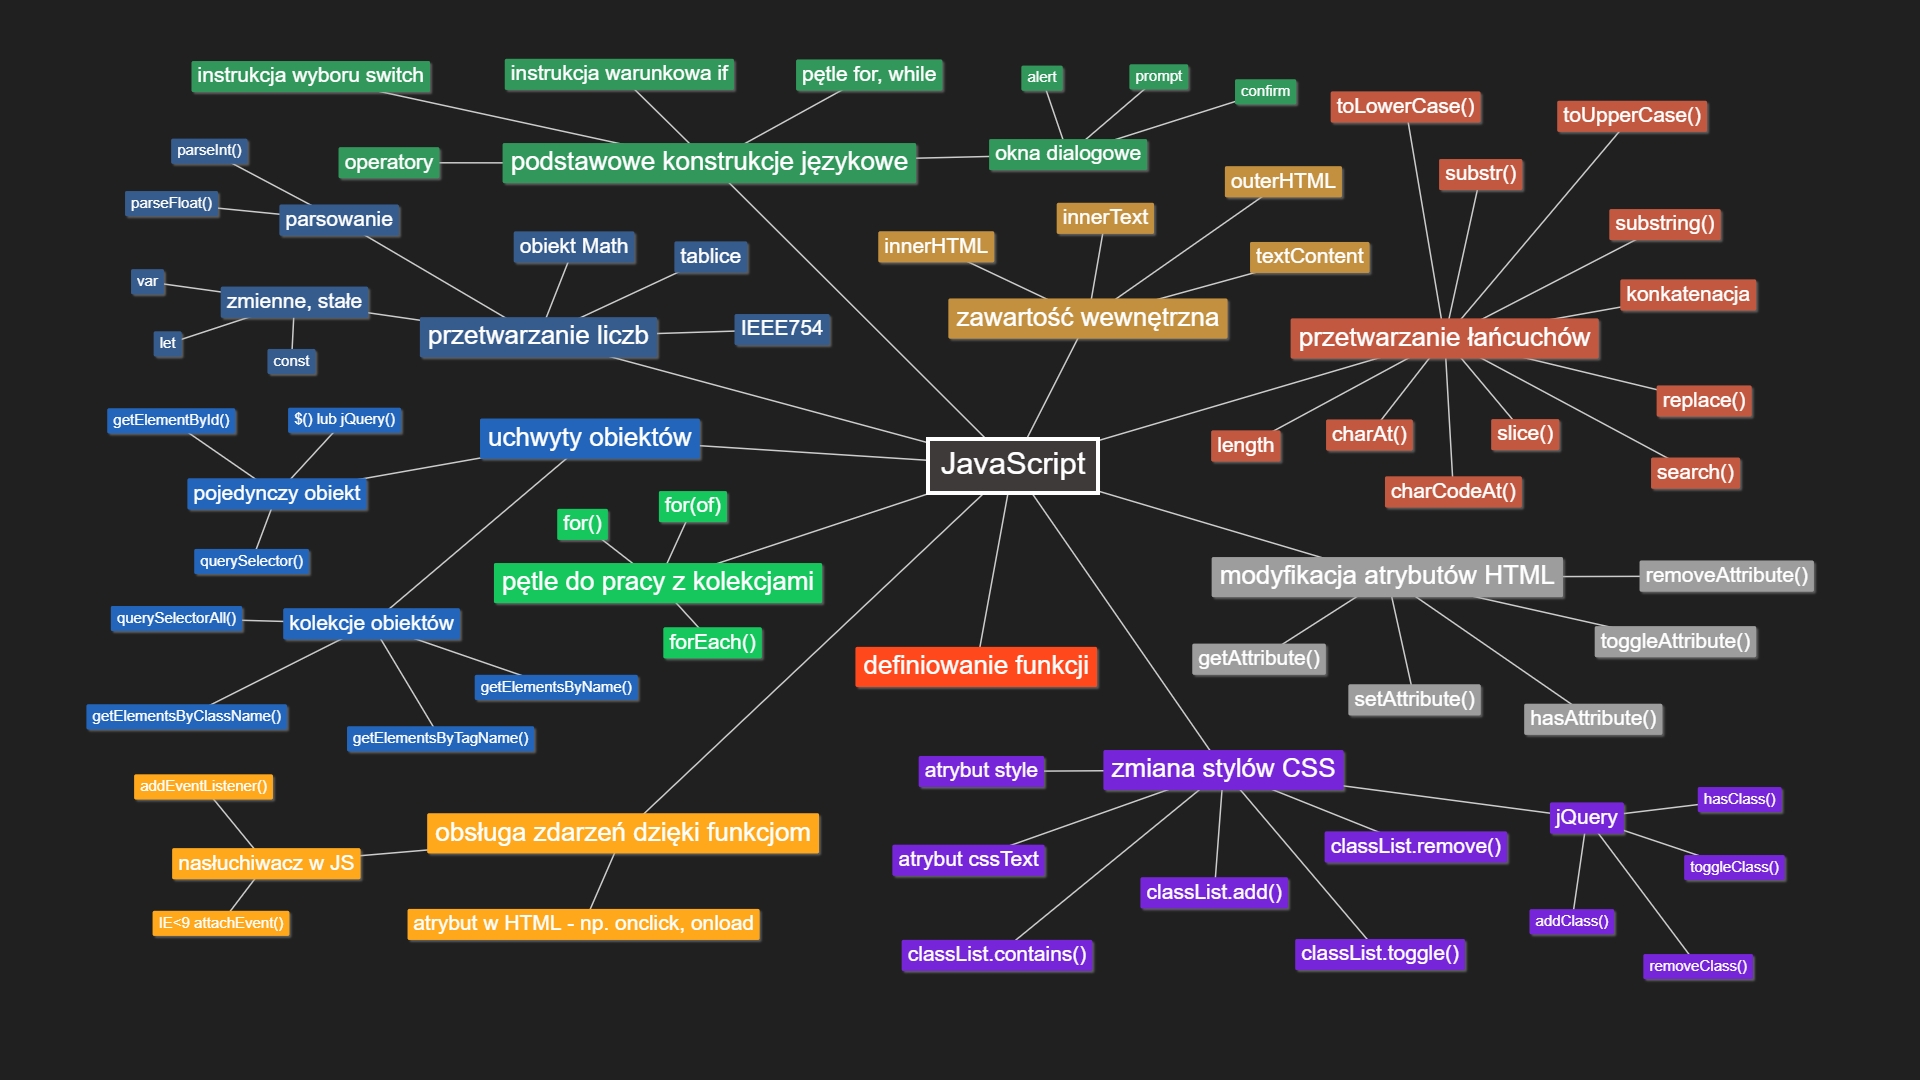 JavaScript
podstawowe konstrukcje językowe
instrukcja wyboru switch
instrukcja warunkowa if
pętle for, while
operatory
okna dialogowe
alert
prompt
confirm
przetwarzanie liczb
parsowanie
parseInt()
parseFloat()
zmienne, stałe
var
let
const
obiekt Math
tablice
IEEE754
zawartość wewnętrzna
innerHTML
innerText
outerHTML
textContent
przetwarzanie łańcuchów
toLowerCase()
toUpperCase()
substr()
substring()
konkatenacja
replace()
search()
slice()
charCodeAt()
charAt()
length
uchwyty obiektów
pojedynczy obiekt
getElementById()
$() lub jQuery()
querySelector()
kolekcje obiektów
querySelectorAll()
getElementsByClassName()
getElementsByTagName()
getElementsByName()
pętle do pracy z kolekcjami
for()
for(of)
forEach()
definiowanie funkcji
modyfikacja atrybutów HTML
removeAttribute()
toggleAttribute()
hasAttribute()
setAttribute()
getAttribute()
obsługa zdarzeń dzięki funkcjom
nasłuchiwacz w JS
addEventListener()
IE<9 attachEvent()
atrybut w HTML - np. onclick, onload
zmiana stylów CSS
atrybut style
atrybut cssText
classList.contains()
classList.add()
classList.toggle()
classList.remove()
jQuery
hasClass()
toggleClass()
addClass()
removeClass()